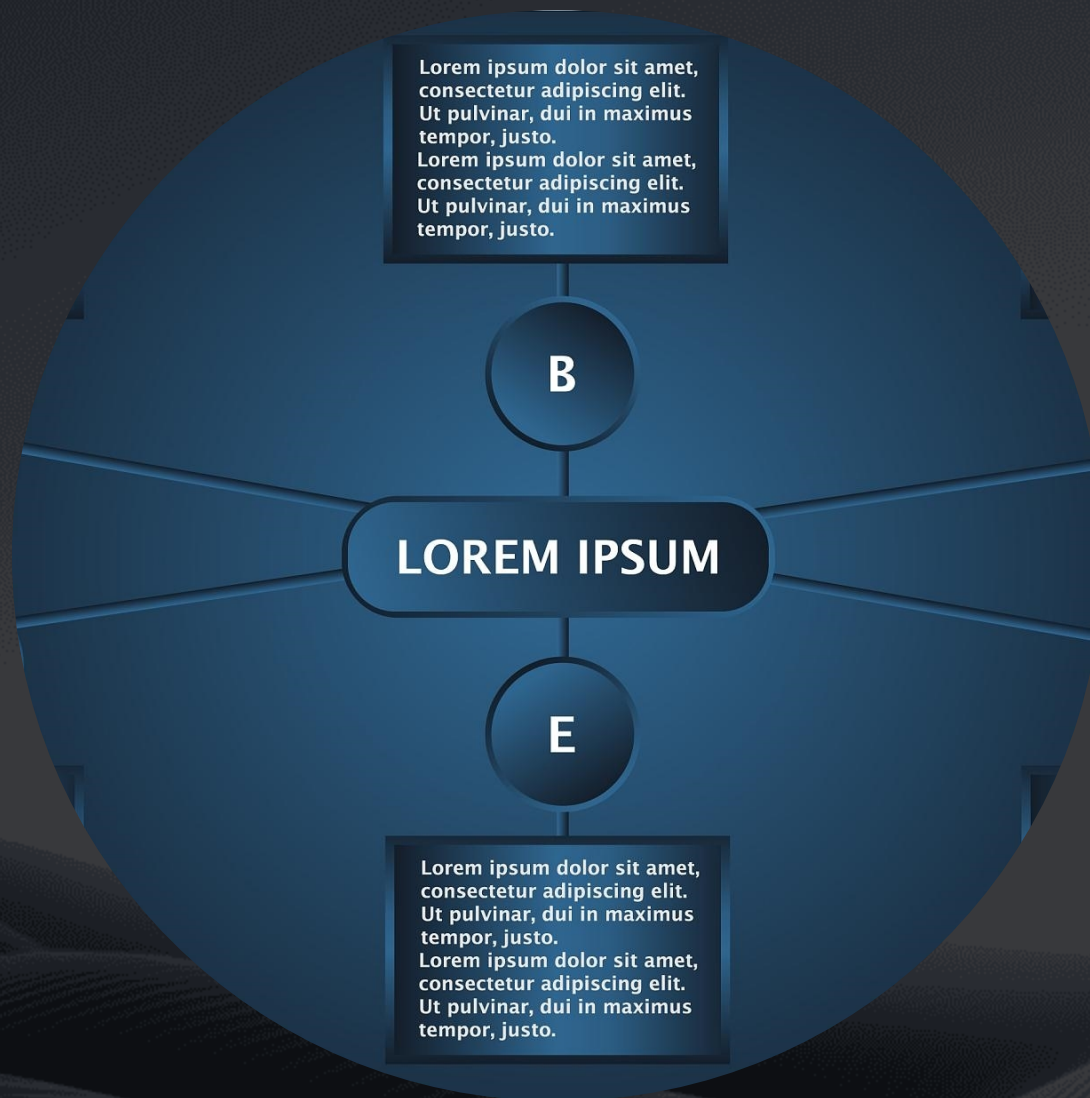 Lorem ipsum dolor sit amet,
consectetur adipiscing elit.
Ut pulvinar, dui in maximus
tempor, justo.
Lorem ipsum dolor sit amet,
consectetur adipiscing elit.
Ut pulvinar, dui in maximus
tempor, justo.
B
LOREM IPSUM
E
Lorem ipsum dolor sit amet,
consectetur adipiscing elit.
Ut pulvinar, dui in maximus
tempor, justo.
Lorem ipsum dolor sit amet,
consectetur adipiscing elit.
Ut pulvinar, dui in maximus
tempor, justo.